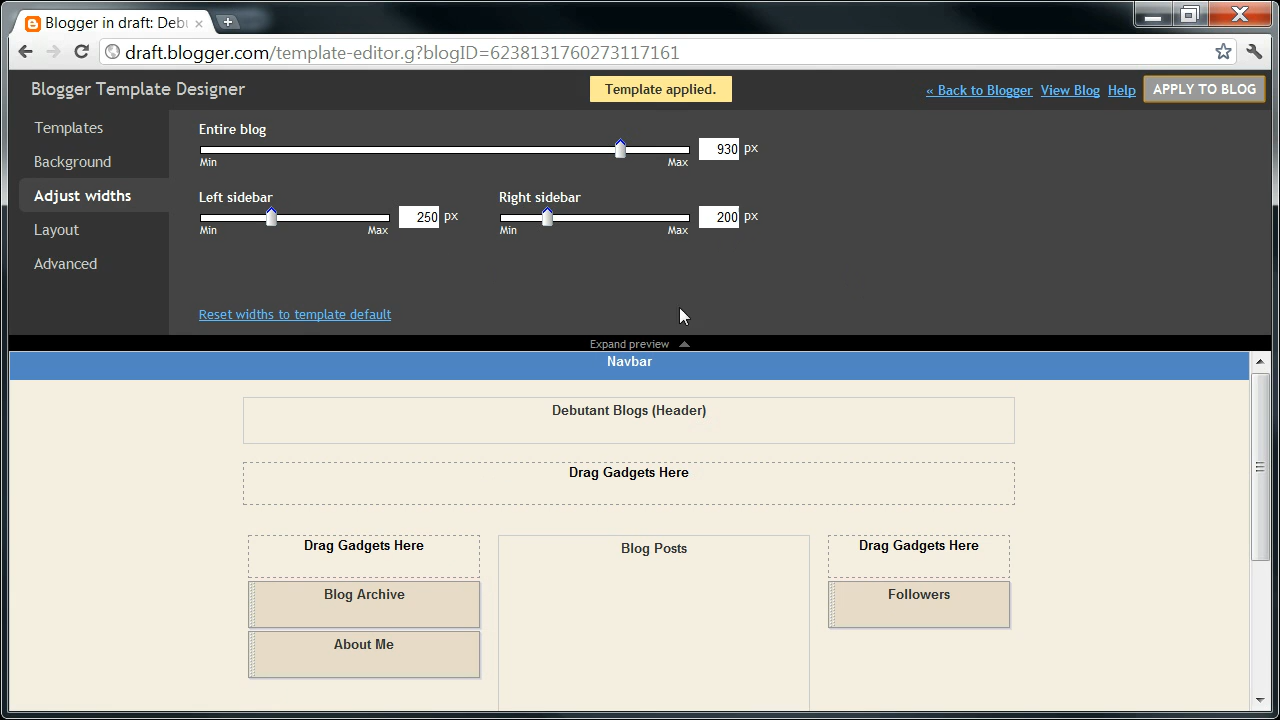 Blogger in draft: Debu
draft.blogger.com/template-editor.g?blogID=6238131760273117161
Blogger Template Designer
Template applied.
« Back to Blogger View Blog Help APPLY TO BLOG
Templates
Background
Adjust widths
Layout
Advanced
Entire blog
930 px
Min Max
Left sidebar
250 px
Min Max
Right sidebar
200 px
Min Max
Reset widths to template default
Expand preview
Navbar
Debutant Blogs (Header)
Drag Gadgets Here
Drag Gadgets Here
Blog Archive
About Me
Blog Posts
Drag Gadgets Here
Followers